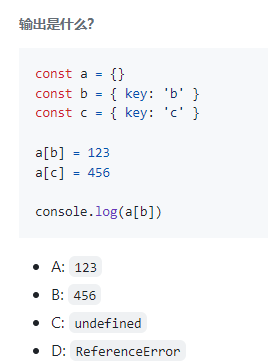 输出是什么?
const a = {}
const b = { key: 'b' }
const c = { key: 'c' }
a[b] = 123
a[c] = 456
console.log(a[b])
A: 123
B: 456
C: undefined
D: ReferenceError